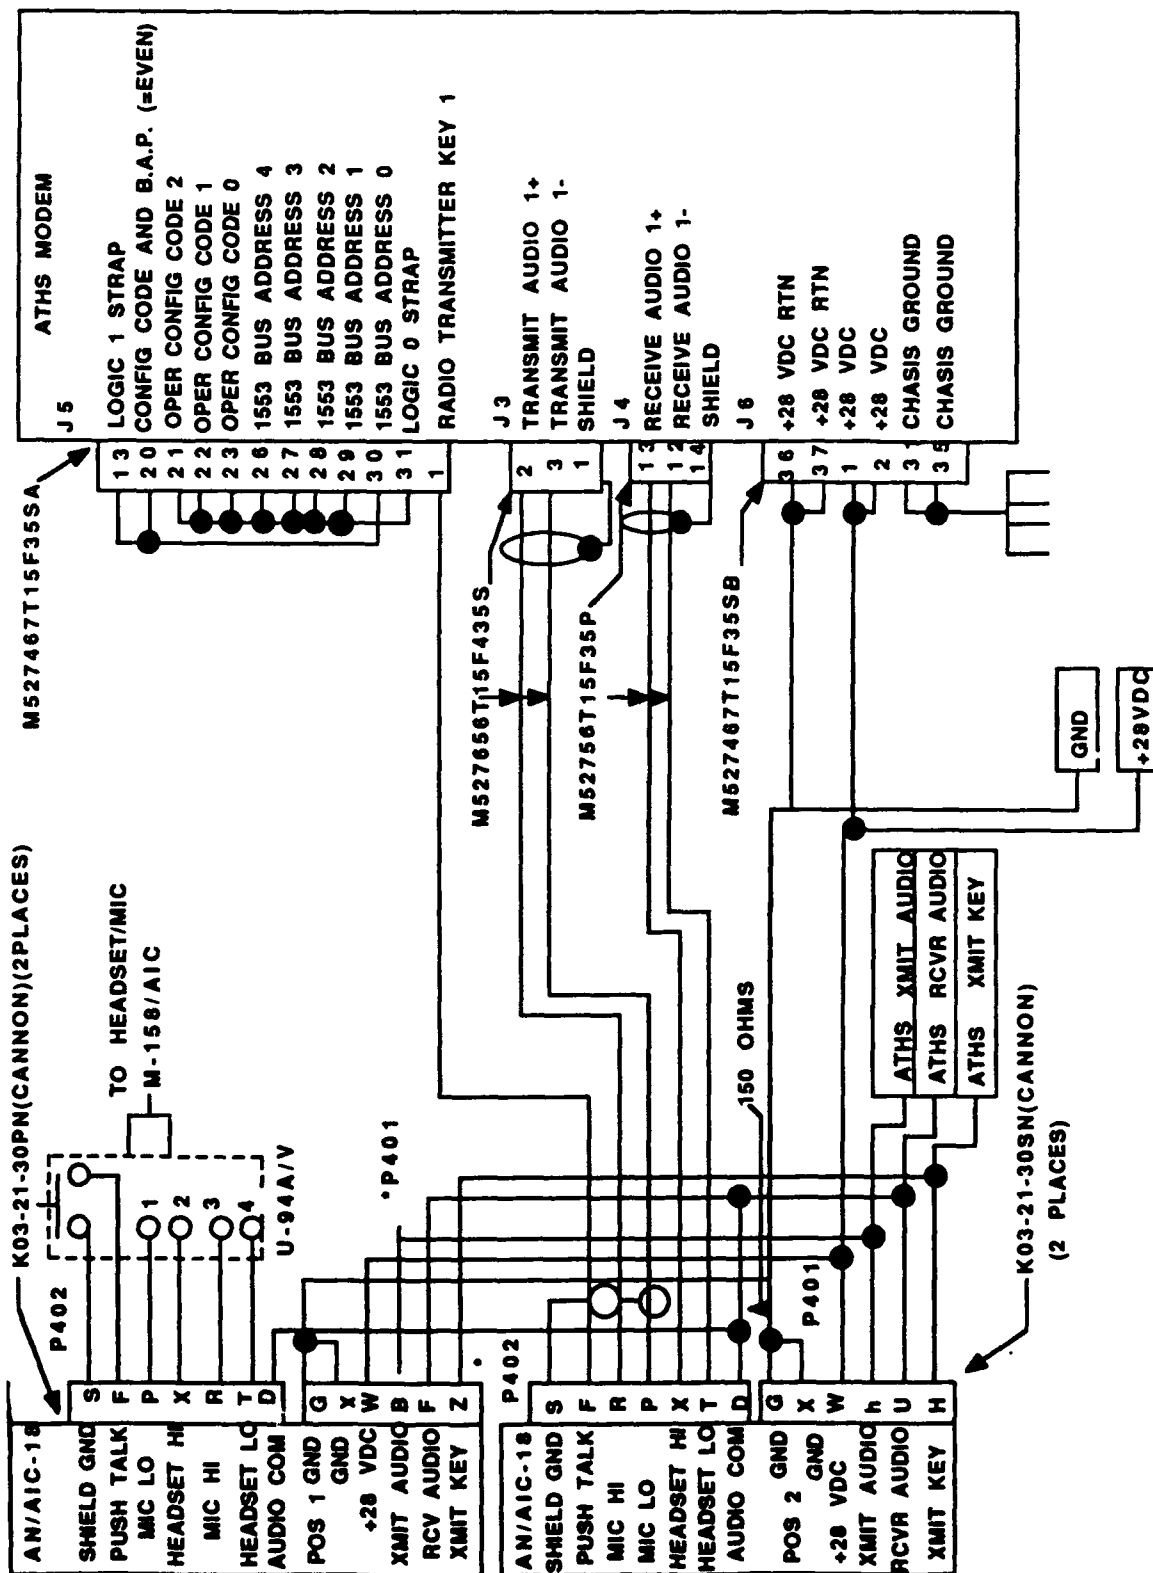 ATHS MODEM
J5
13 LOGIC 1 STRAP
20 CONFIG CODE AND B.A.P. (=EVEN)
21 OPER CONFIG CODE 2
22 OPER CONFIG CODE 1
23 OPER CONFIG CODE 0
26 1553 BUS ADDRESS 4
27 1553 BUS ADDRESS 3
28 1553 BUS ADDRESS 2
29 1553 BUS ADDRESS 1
30 1553 BUS ADDRESS 0
31 LOGIC 0 STRAP
1 RADIO TRANSMITTER KEY 1
J3
2 TRANSMIT AUDIO 1+
3 TRANSMIT AUDIO 1-
1 SHIELD
J4
13 RECEIVE AUDIO 1+
12 RECEIVE AUDIO 1-
14 SHIELD
J6
36 +28 VDC RTN
37 +28 VDC RTN
1 +28 VDC
2 +28 VDC
31 CHASIS GROUND
35 CHASIS GROUND
M527467T15F35SA
M527656T15F435S
M52756T15F35P
M527467T15F35SB
GND
+28VDC
K03-21-30PN(CANNON)(2PLACES)
TO HEADSET/MIC
M-158/AIC
U-94A/V
1
2
3
4
P402
*P401
150 OHMS
ATHS XMIT AUDIO
ATHS RCVR AUDIO
ATHS XMIT KEY
K03-21-30SN(CANNON)
(2 PLACES)
AN/AIC-18
SHIELD GND S
PUSH TALK F
MIC LO P
HEADSET HI X
MIC HI R
HEADSET LO T
AUDIO COM D
POS 1 GND G
GND X
+28 VDC W
XMIT AUDIO B
RCV AUDIO F
XMIT KEY Z
*
P402
AN/AIC-18
SHIELD GND S
PUSH TALK F
MIC HI R
MIC LO P
HEADSET HI X
HEADSET LO T
AUDIO COM D
P401
POS 2 GND G
GND X
+28 VDC W
XMIT AUDIO h
RCVR AUDIO U
XMIT KEY H